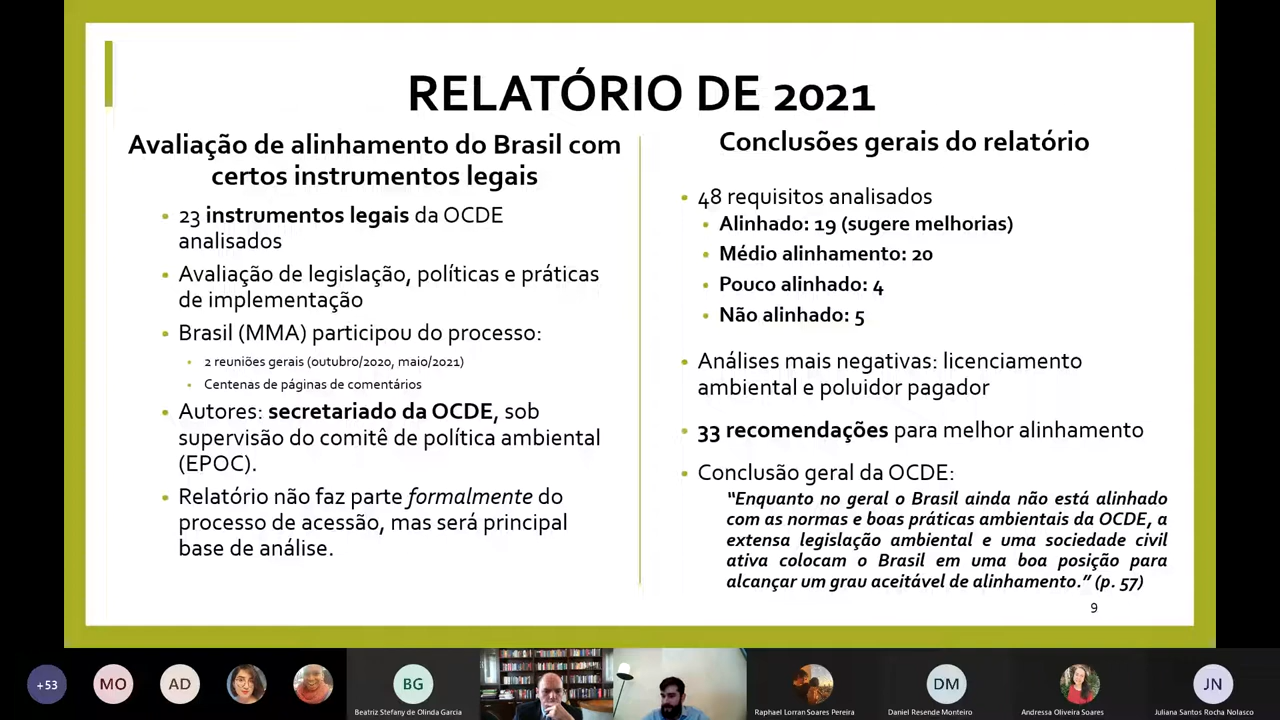 RELATÓRIO DE 2021
Avaliação de alinhamento do Brasil com
certos instrumentos legais
• 23 instrumentos legais da OCDE
analisados
• Avaliação de legislação, políticas e práticas
de implementação
• Brasil (MMA) participou do processo:
• 2 reuniões gerais (outubro/2020, maio/2021)
• Centenas de páginas de comentários
• Autores: secretariado da OCDE, sob
supervisão do comitê de política ambiental
(EPOC).
• Relatório não faz parte formalmente do
processo de acessão, mas será principal
base de análise.
Conclusões gerais do relatório
• 48 requisitos analisados
• Alinhado: 19 (sugere melhorias)
• Médio alinhamento: 20
• Pouco alinhado: 4
• Não alinhado: 5
• Análises mais negativas: licenciamento
ambiental e poluidor pagador
• 33 recomendações para melhor alinhamento
• Conclusão geral da OCDE:
“Enquanto no geral o Brasil ainda não está alinhado
com as normas e boas práticas ambientais da OCDE, a
extensa legislação ambiental e uma sociedade civil
ativa colocam o Brasil em uma boa posição para
alcançar um grau aceitável de alinhamento.” (p. 57)
9
+53
MO
AD
BG
Beatriz Stefany de Olinda Garcia
Raphael Lorran Soares Pereira
DM
Daniel Resende Monteiro
Andressa Oliveira Soares
JN
Juliana Santos Rocha Nolasco